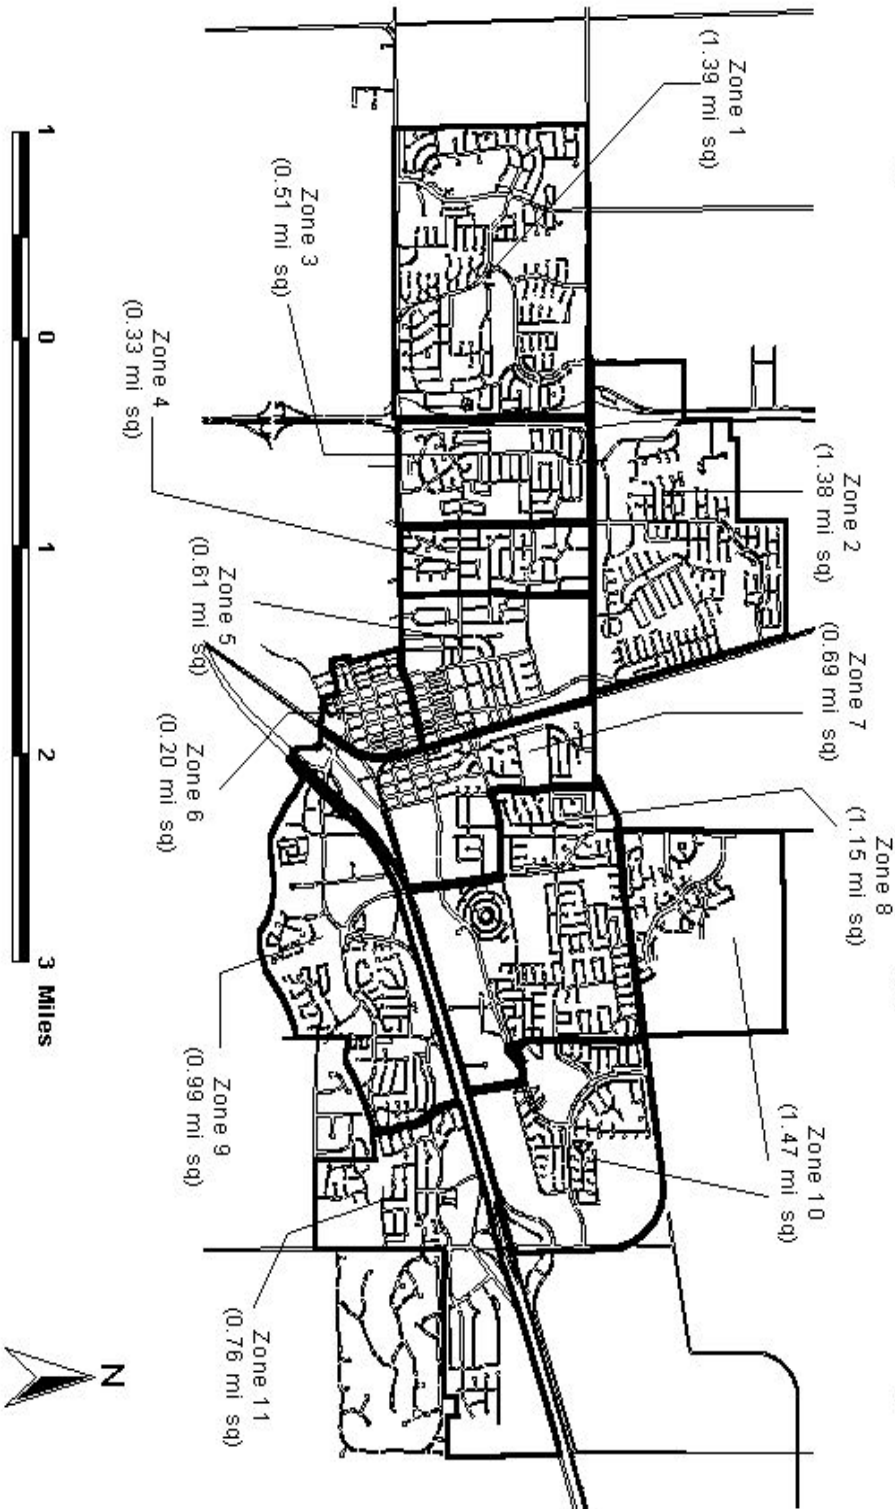 Zone 1
(1.39 mi sq)
Zone 2
(1.38 mi sq)
Zone 3
(0.51 mi sq)
Zone 4
(0.33 mi sq)
Zone 5
(0.61 mi sq)
Zone 6
(0.20 mi sq)
Zone 7
(0.69 mi sq)
Zone 8
(1.15 mi sq)
Zone 9
(0.99 mi sq)
Zone 10
(1.47 mi sq)
Zone 11
(0.76 mi sq)
1 0 1 2 3 Miles
N